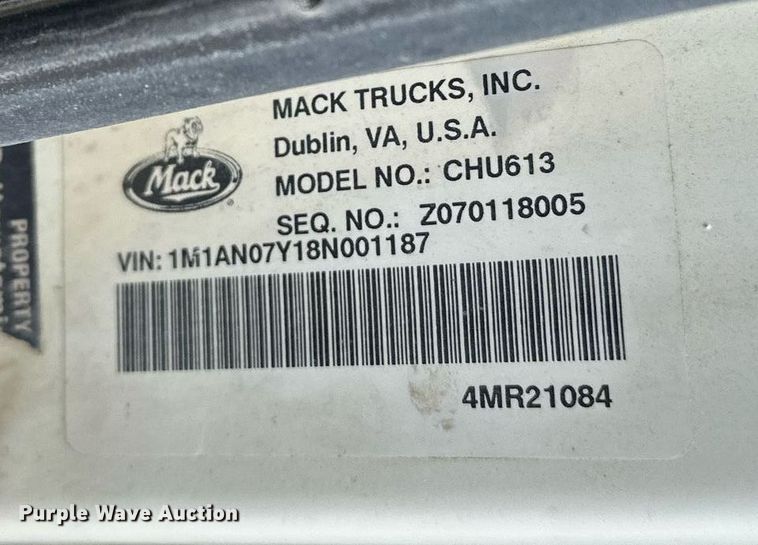 MACK TRUCKS, INC.
Dublin, VA, U.S.A.
Mack
MODEL NO.: CHU613
SEQ. NO.: Z070118005
VIN: 1M1AN07Y18N001187
4MR21084
PROPERTY
Purple Wave Auction